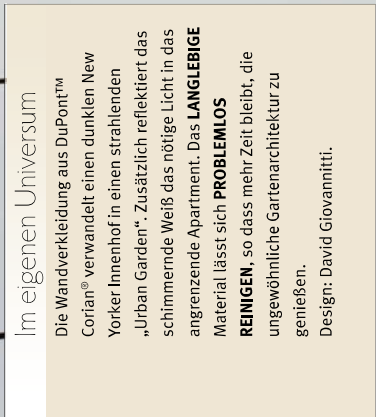 Im eigenen Universum
Die Wandverkleidung aus DuPont™
Corian® verwandelt einen dunklen New
Yorker Innenhof in einen strahlenden
„Urban Garden“. Zusätzlich reflektiert das
schimmernde Weiß das nötige Licht in das
angrenzende Apartment. Das LANGLEBIGE
Material lässt sich PROBLEMLOS
REINIGEN, so dass mehr Zeit bleibt, die
ungewöhnliche Gartenarchitektur zu
genießen.
Design: David Giovannitti.